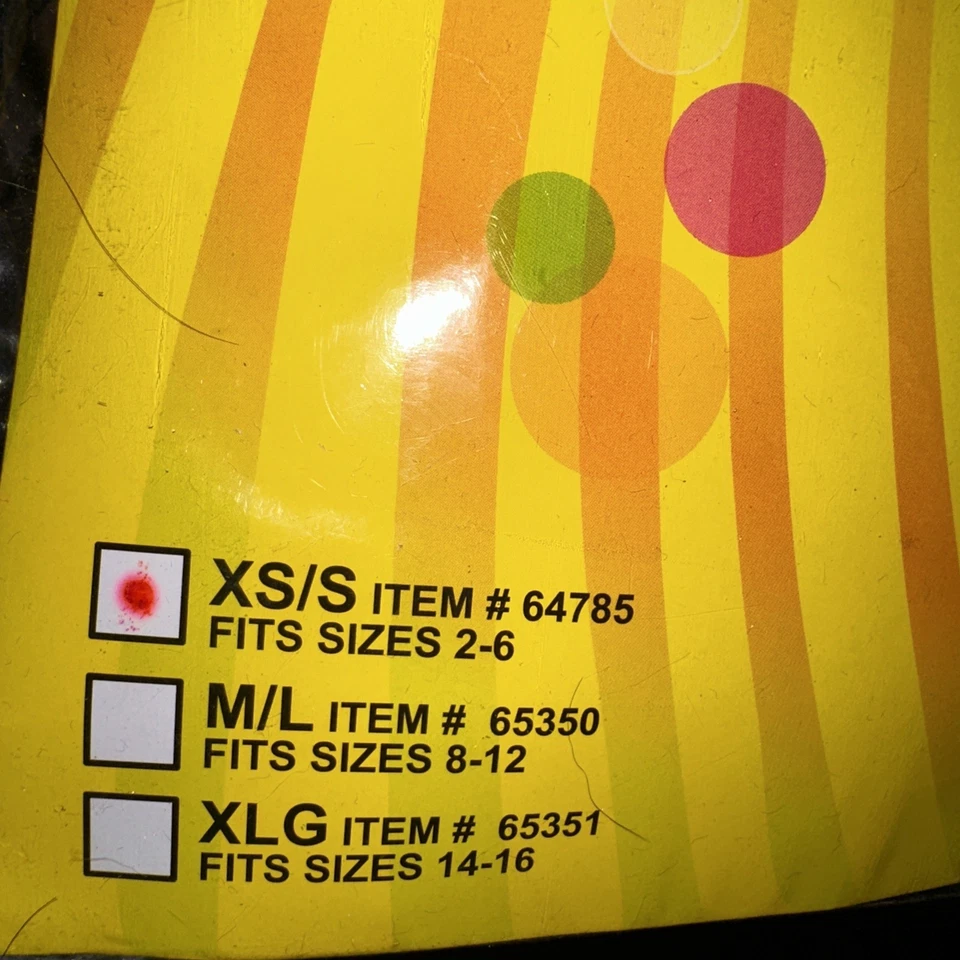 XS/S ITEM # 64785
FITS SIZES 2-6
M/L ITEM # 65350
FITS SIZES 8-12
XLG ITEM # 65351
FITS SIZES 14-16